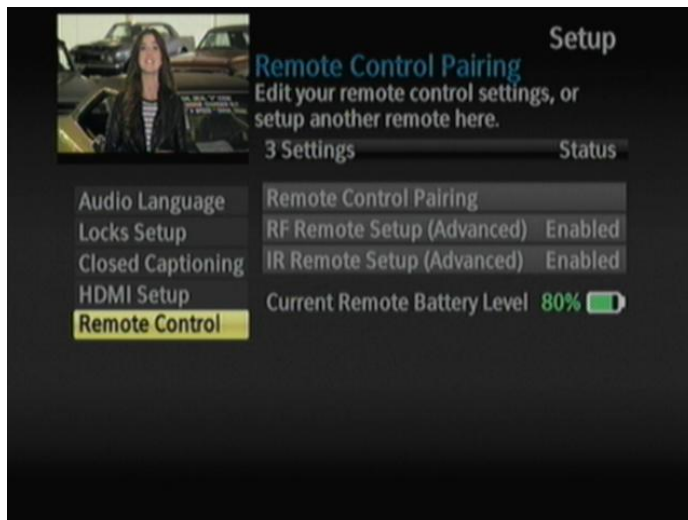 Setup
Remote Control Pairing
Edit your remote control settings, or
setup another remote here.
3 Settings Status
Audio Language
Locks Setup
Closed Captioning
HDMI Setup
Remote Control
Remote Control Pairing
RF Remote Setup (Advanced) Enabled
IR Remote Setup (Advanced) Enabled
Current Remote Battery Level 80%